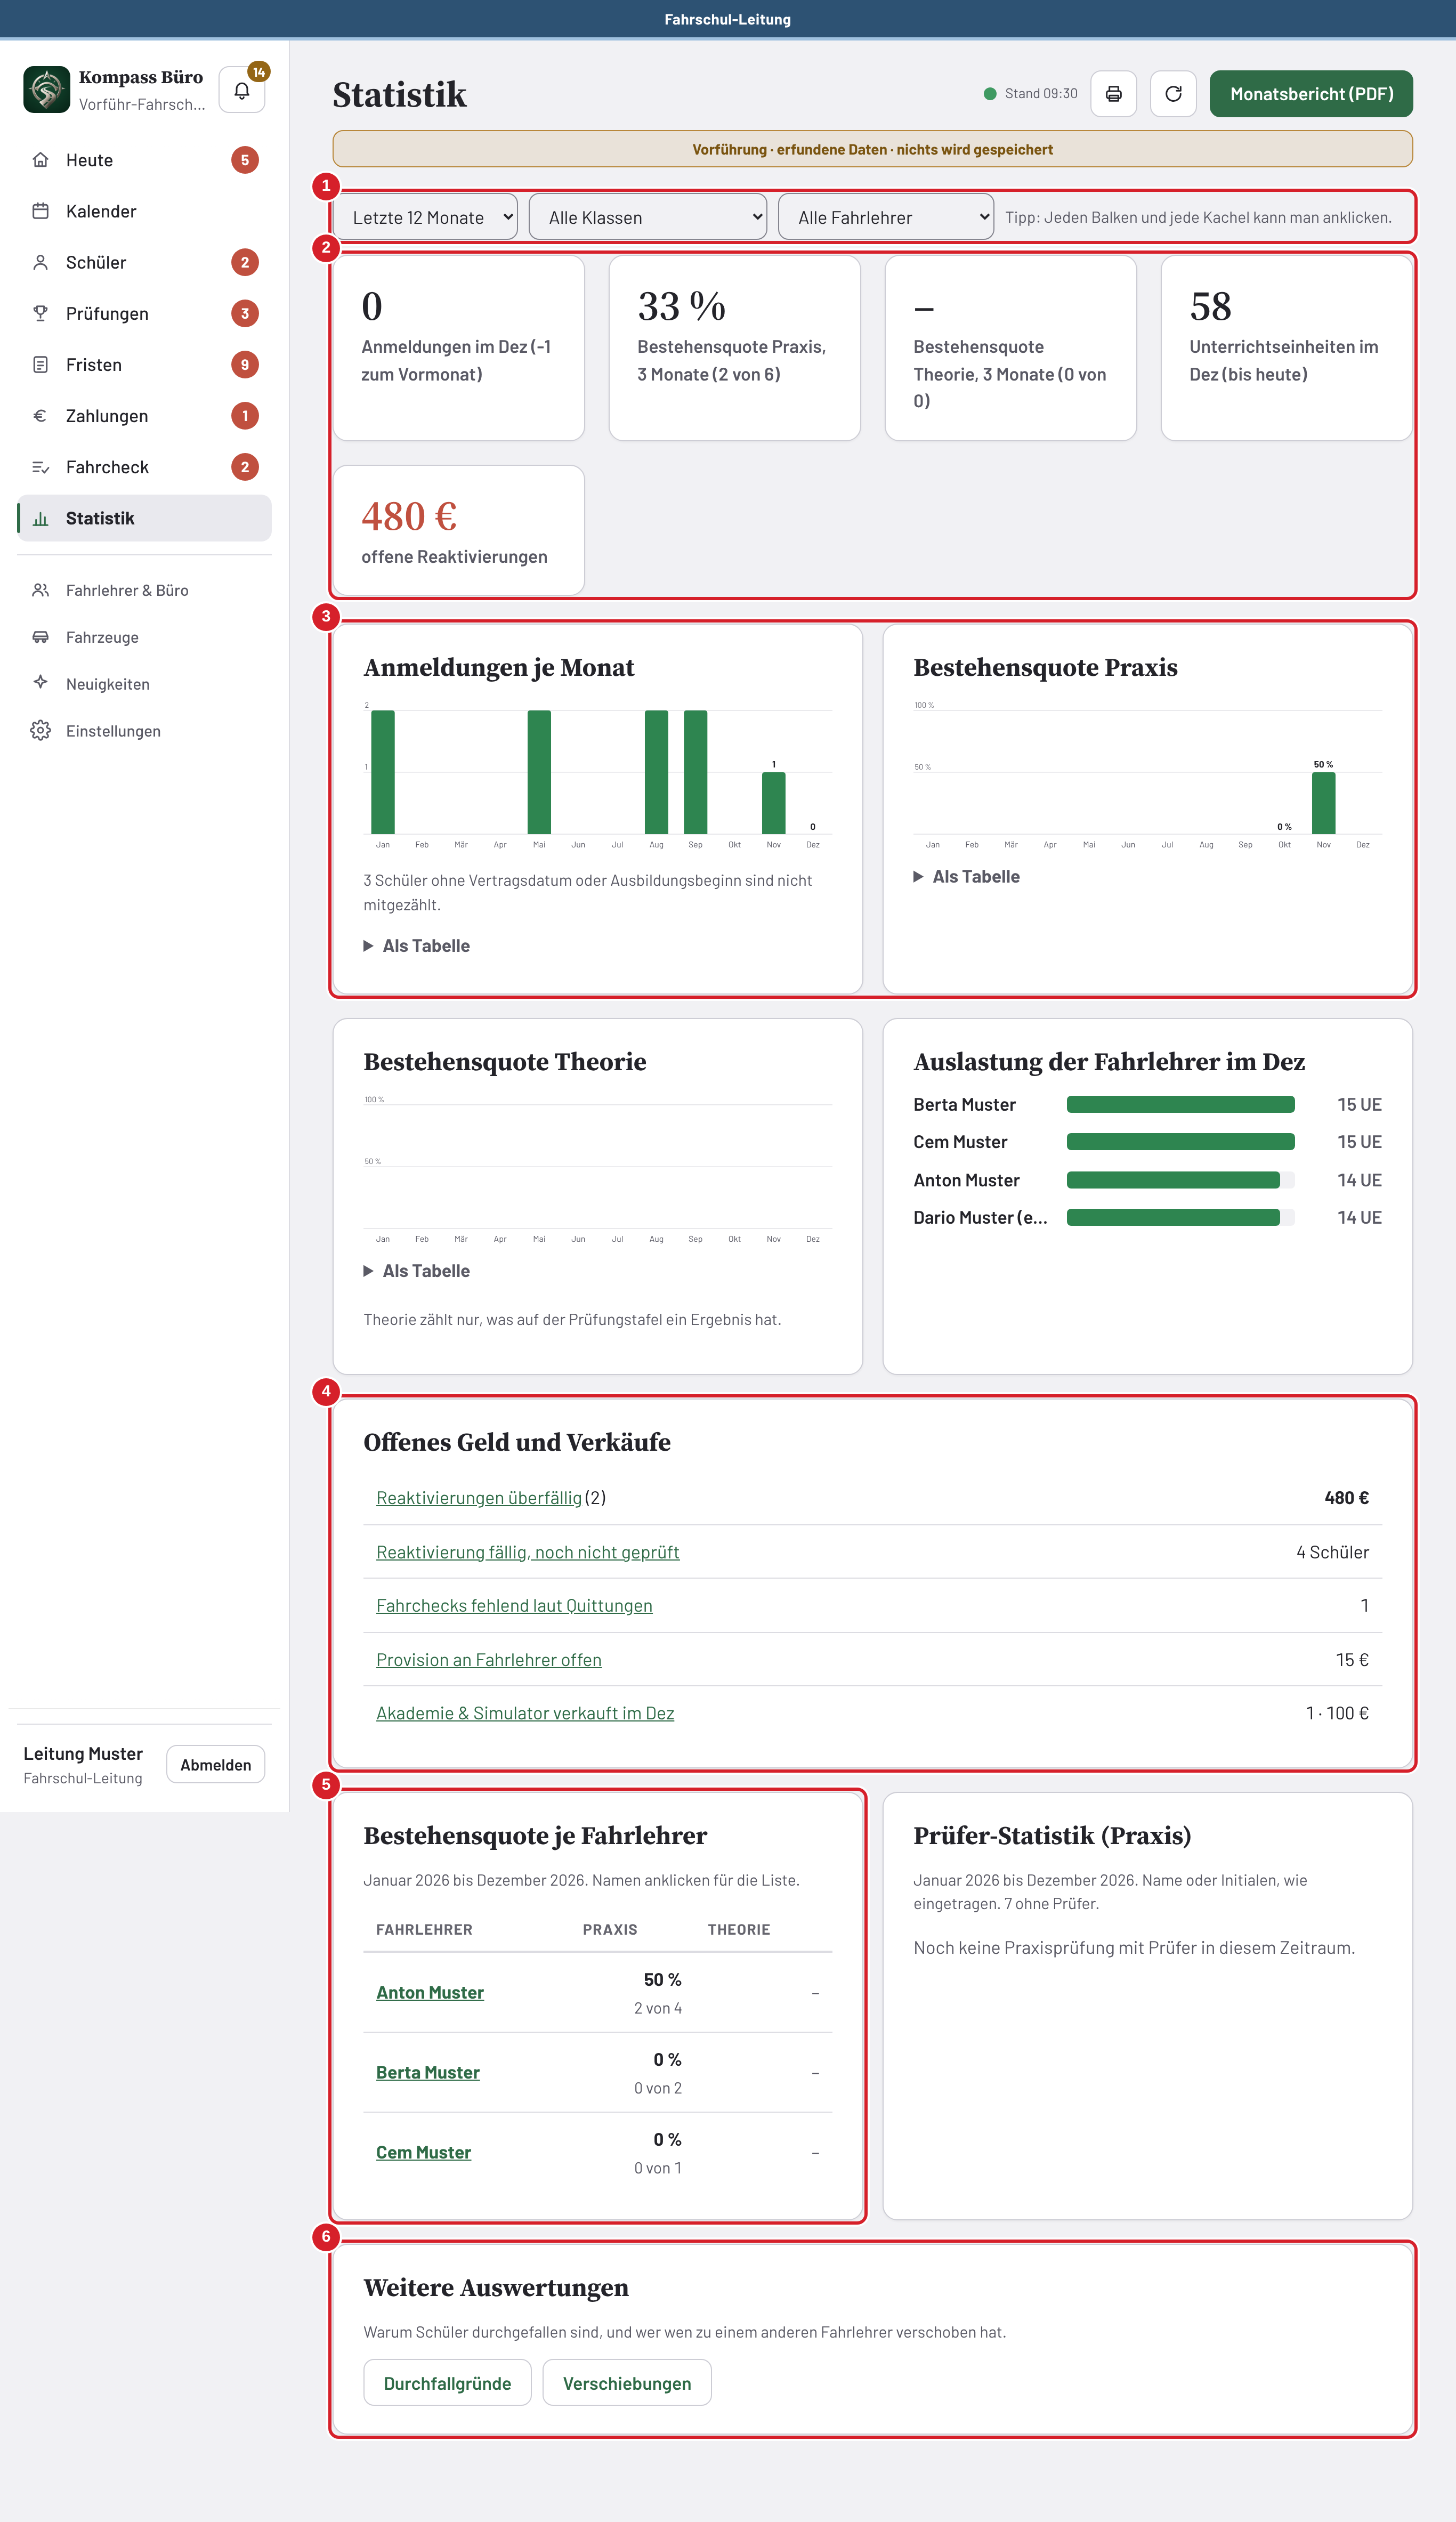 Fahrschul-Leitung
Kompass Büro
Vorführ-Fahrsch...
14
Heute
5
Kalender
Schüler
2
Prüfungen
3
Fristen
9
Zahlungen
1
Fahrcheck
2
Statistik
Fahrlehrer & Büro
Fahrzeuge
Neuigkeiten
Einstellungen
Leitung Muster
Fahrschul-Leitung
Abmelden
Statistik
Stand 09:30
Monatsbericht (PDF)
Vorführung · erfundene Daten · nichts wird gespeichert
1
Letzte 12 Monate
Alle Klassen
Alle Fahrlehrer
Tipp: Jeden Balken und jede Kachel kann man anklicken.
2
0
Anmeldungen im Dez (-1
zum Vormonat)
33 %
Bestehensquote Praxis,
3 Monate (2 von 6)
–
Bestehensquote
Theorie, 3 Monate (0 von
0)
58
Unterrichtseinheiten im
Dez (bis heute)
480 €
offene Reaktivierungen
3
Anmeldungen je Monat
2
1
1
0
Jan Feb Mär Apr Mai Jun Jul Aug Sep Okt Nov Dez
3 Schüler ohne Vertragsdatum oder Ausbildungsbeginn sind nicht
mitgezählt.
Als Tabelle
Bestehensquote Praxis
100 %
50 %
50 %
0 %
Jan Feb Mär Apr Mai Jun Jul Aug Sep Okt Nov Dez
Als Tabelle
Bestehensquote Theorie
100 %
50 %
Jan Feb Mär Apr Mai Jun Jul Aug Sep Okt Nov Dez
Als Tabelle
Theorie zählt nur, was auf der Prüfungstafel ein Ergebnis hat.
Auslastung der Fahrlehrer im Dez
Berta Muster 15 UE
Cem Muster 15 UE
Anton Muster 14 UE
Dario Muster (e... 14 UE
4
Offenes Geld und Verkäufe
Reaktivierungen überfällig (2) 480 €
Reaktivierung fällig, noch nicht geprüft 4 Schüler
Fahrchecks fehlend laut Quittungen 1
Provision an Fahrlehrer offen 15 €
Akademie & Simulator verkauft im Dez 1 · 100 €
5
Bestehensquote je Fahrlehrer
Januar 2026 bis Dezember 2026. Namen anklicken für die Liste.
FAHRLEHRER PRAXIS THEORIE
Anton Muster 50 % –
2 von 4
Berta Muster 0 % –
0 von 2
Cem Muster 0 % –
0 von 1
Prüfer-Statistik (Praxis)
Januar 2026 bis Dezember 2026. Name oder Initialen, wie
eingetragen. 7 ohne Prüfer.
Noch keine Praxisprüfung mit Prüfer in diesem Zeitraum.
6
Weitere Auswertungen
Warum Schüler durchgefallen sind, und wer wen zu einem anderen Fahrlehrer verschoben hat.
Durchfallgründe
Verschiebungen